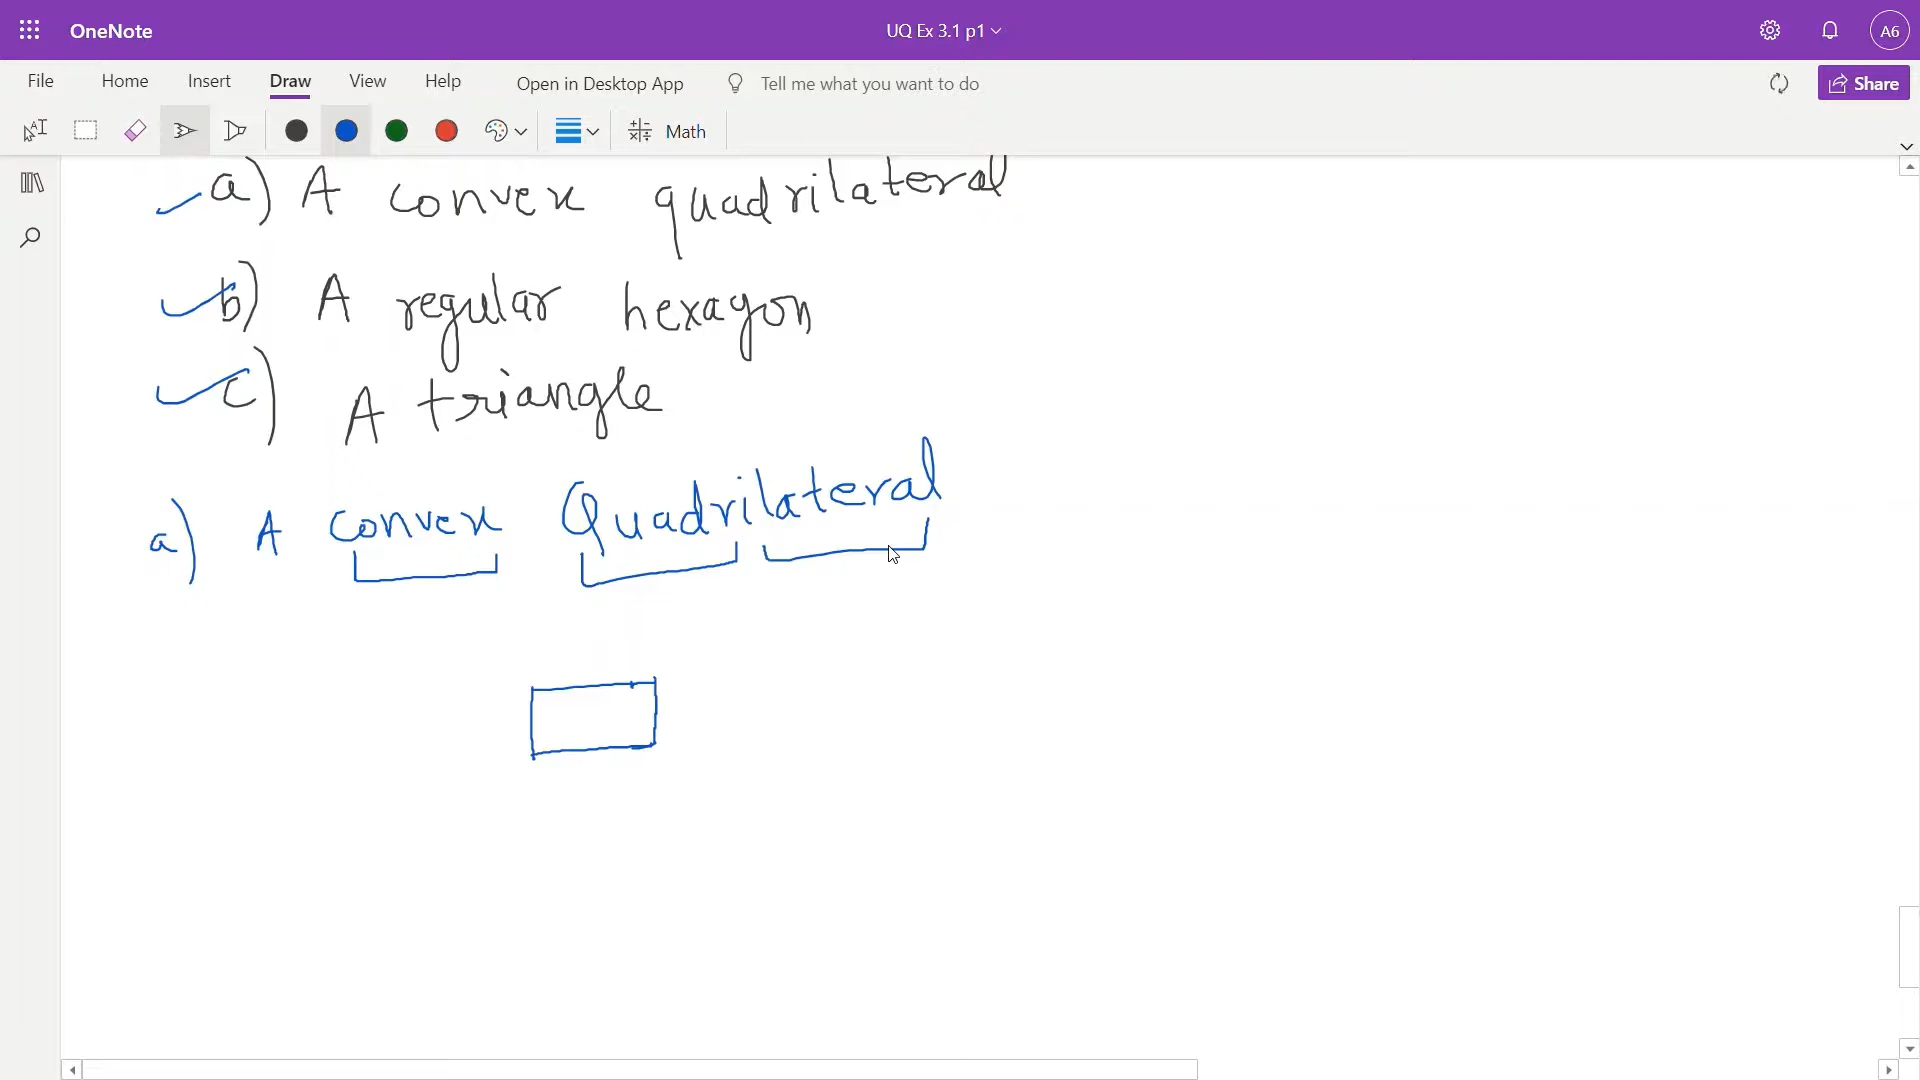 OneNote
UQ Ex 3.1 p1
A6
File Home Insert Draw View Help Open in Desktop App Tell me what you want to do
Share
Math
a) A convex quadrilateral
b) A regular hexagon
c) A triangle
a) A convex Quadrilateral